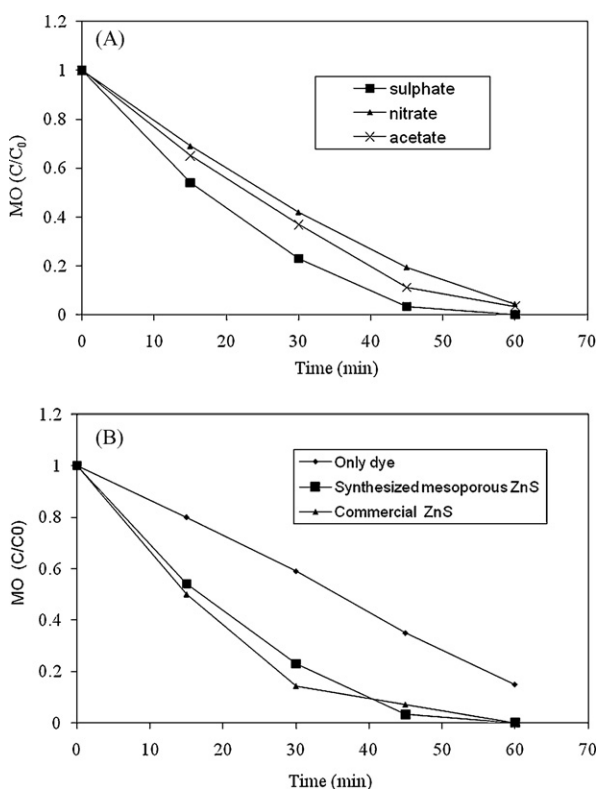 (A)
1.2
1
0.8
0.6
0.4
0.2
0
MO (C/C₀)
sulphate
nitrate
acetate
0 10 20 30 40 50 60 70
Time (min)
(B)
1.2
1
0.8
0.6
0.4
0.2
0
MO (C/C0)
Only dye
Synthesized mesoporous ZnS
Commercial ZnS
0 10 20 30 40 50 60 70
Time (min)